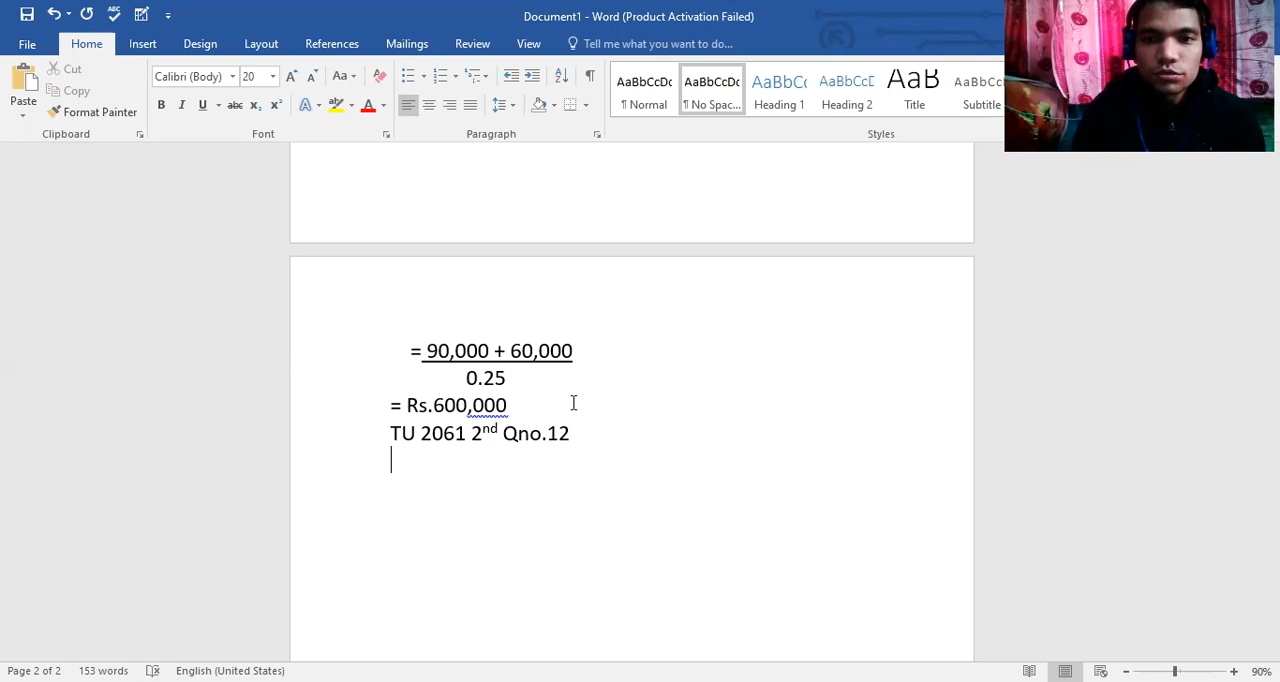 Document1 - Word (Product Activation Failed)
File Home Insert Design Layout References Mailings Review View Tell me what you want to do...
Paste
Cut
Copy
Format Painter
Clipboard
Calibri (Body) 20
Font
Paragraph
AaBbCcDc AaBbCcDc AaBbCc AaBbCcD AaB AaBbCcD
¶ Normal ¶ No Spac... Heading 1 Heading 2 Title Subtitle
Styles
= 90,000 + 60,000
0.25
= Rs.600,000
TU 2061 2nd Qno.12
Page 2 of 2 153 words English (United States) 90%